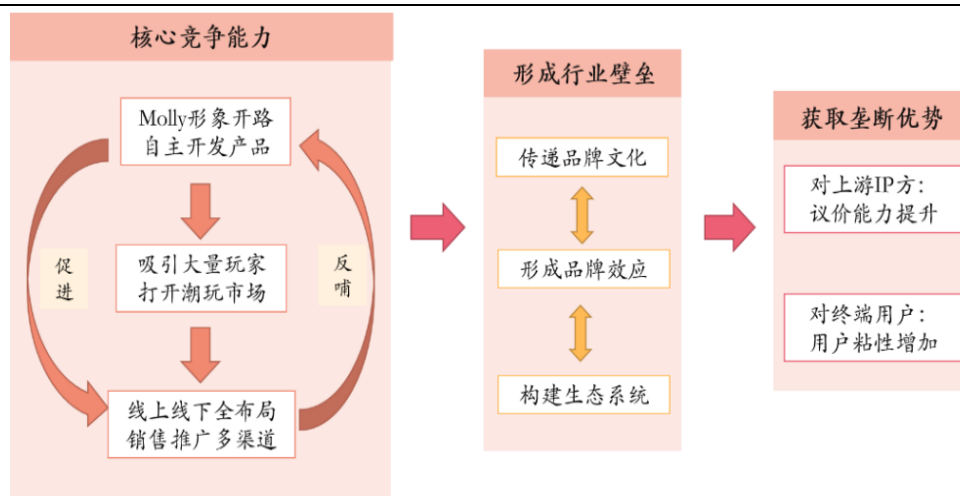 核心竞争能力
Molly形象开路
自主开发产品
促进
吸引大量玩家
打开潮玩市场
反哺
线上线下全布局
销售推广多渠道
形成行业壁垒
传递品牌文化
形成品牌效应
构建生态系统
获取垄断优势
对上游IP方：
议价能力提升
对终端用户：
用户粘性增加